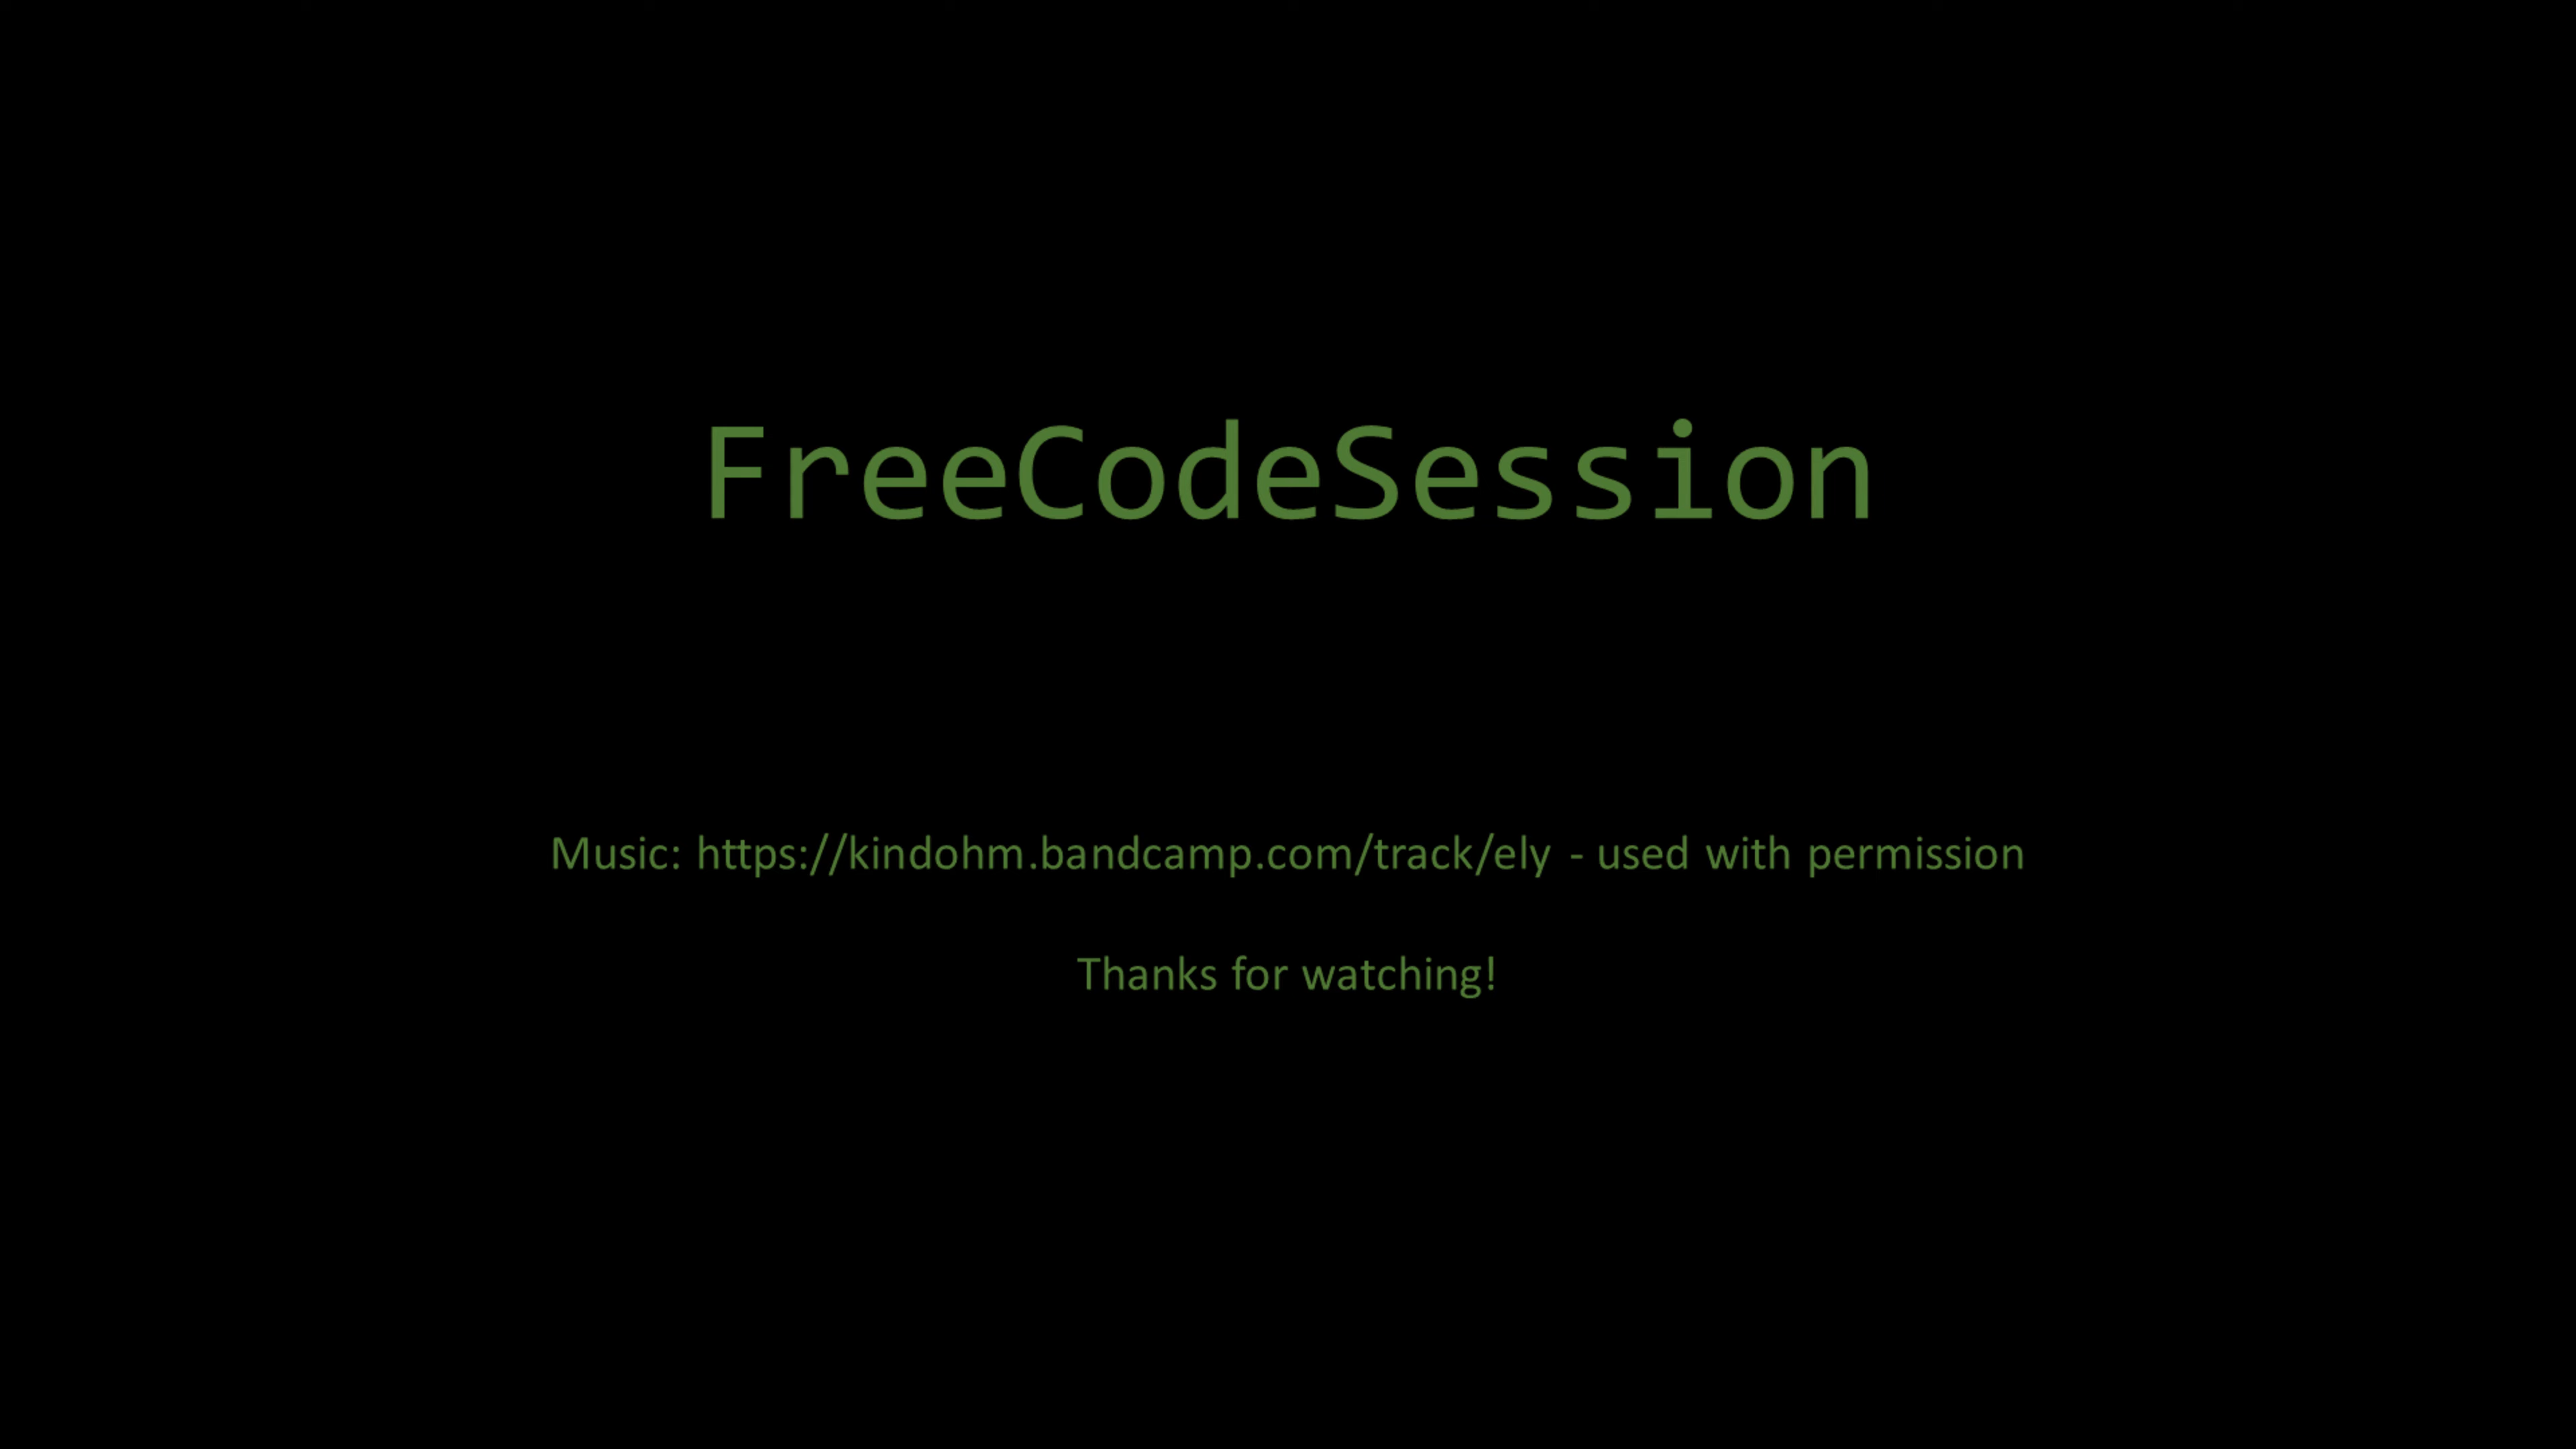 FreeCodeSession
Music: https://kindohm.bandcamp.com/track/ely - used with permission
Thanks for watching!